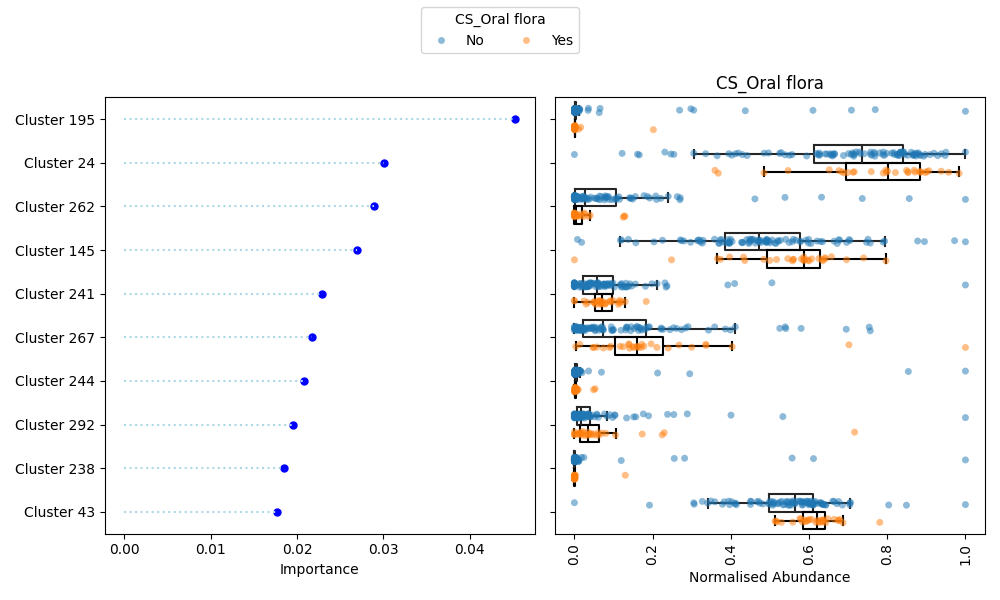 CS_Oral flora
No Yes
CS_Oral flora
Cluster 195
Cluster 24
Cluster 262
Cluster 145
Cluster 241
Cluster 267
Cluster 244
Cluster 292
Cluster 238
Cluster 43
0.00 0.01 0.02 0.03 0.04
Importance
0.0 0.2 0.4 0.6 0.8 1.0
Normalised Abundance